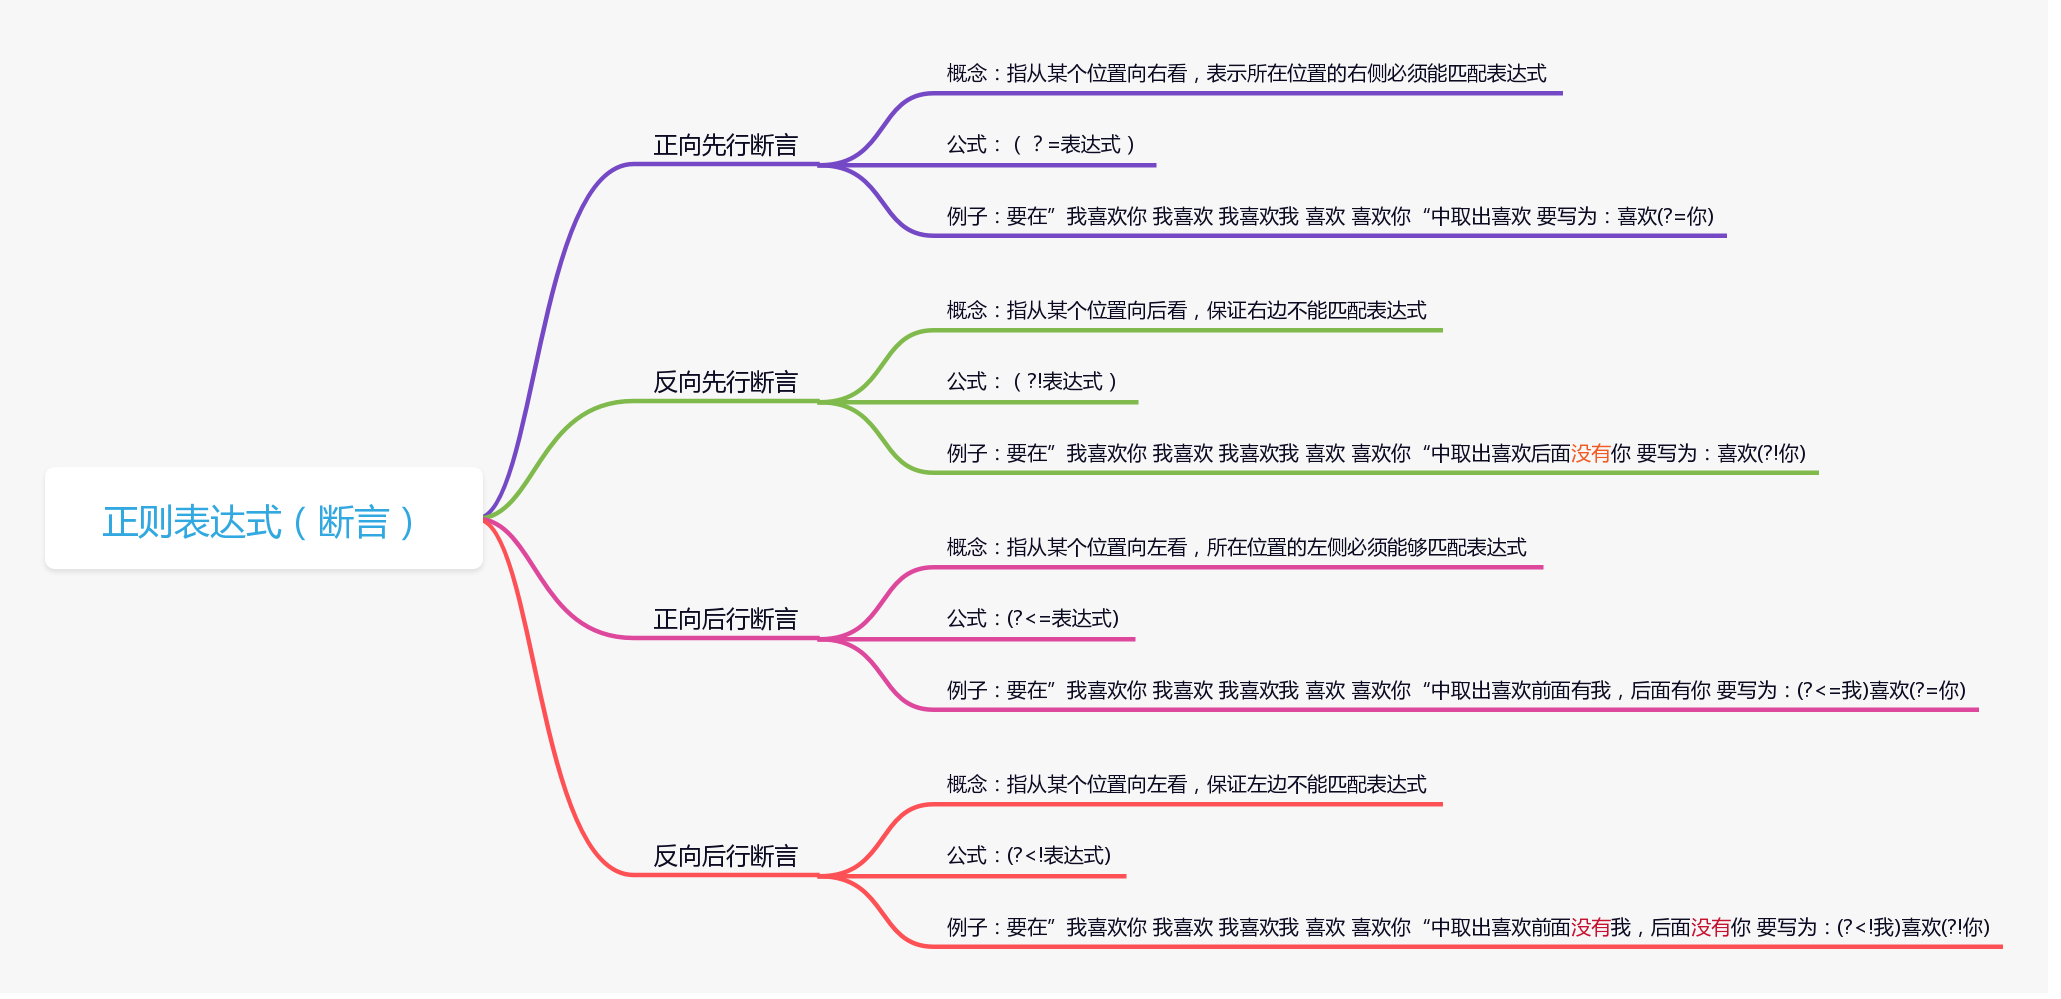 正则表达式（断言）
正向先行断言
概念：指从某个位置向右看，表示所在位置的右侧必须能匹配表达式
公式：（ ？=表达式）
例子：要在”我喜欢你 我喜欢 我喜欢我 喜欢 喜欢你“中取出喜欢 要写为：喜欢(?=你)
反向先行断言
概念：指从某个位置向后看，保证右边不能匹配表达式
公式：（?!表达式）
例子：要在”我喜欢你 我喜欢 我喜欢我 喜欢 喜欢你“中取出喜欢后面没有你 要写为：喜欢(?!你)
正向后行断言
概念：指从某个位置向左看，所在位置的左侧必须能够匹配表达式
公式：(?<=表达式)
例子：要在”我喜欢你 我喜欢 我喜欢我 喜欢 喜欢你“中取出喜欢前面有我，后面有你 要写为：(?<=我)喜欢(?=你)
反向后行断言
概念：指从某个位置向左看，保证左边不能匹配表达式
公式：(?<!表达式)
例子：要在”我喜欢你 我喜欢 我喜欢我 喜欢 喜欢你“中取出喜欢前面没有我，后面没有你 要写为：(?<!我)喜欢(?!你)